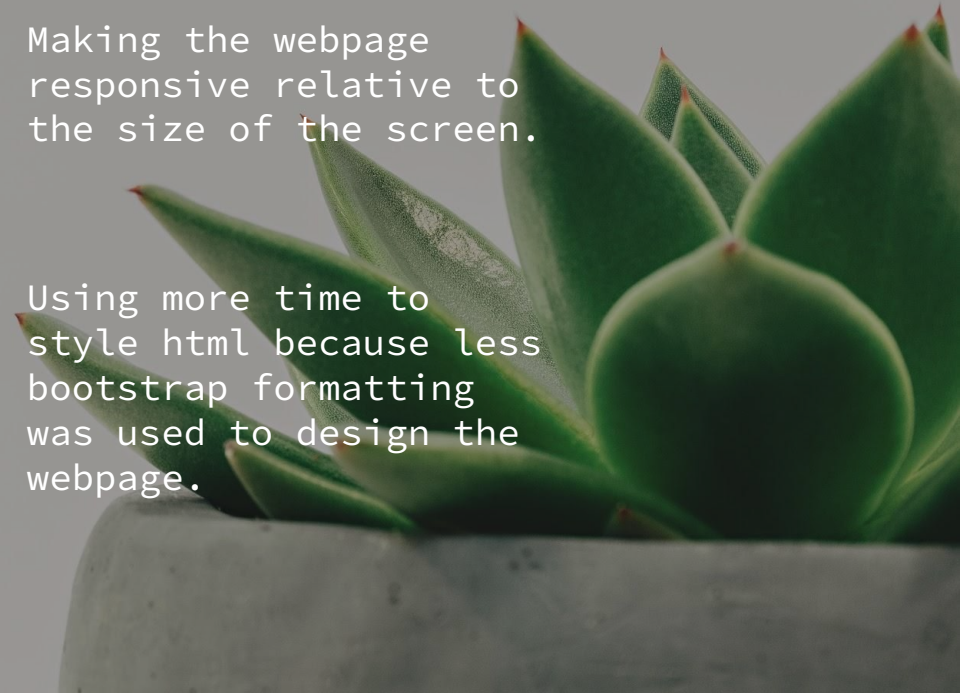 Making the webpage
responsive relative to
the size of the screen.
Using more time to
style html because less
bootstrap formatting
was used to design the
webpage.